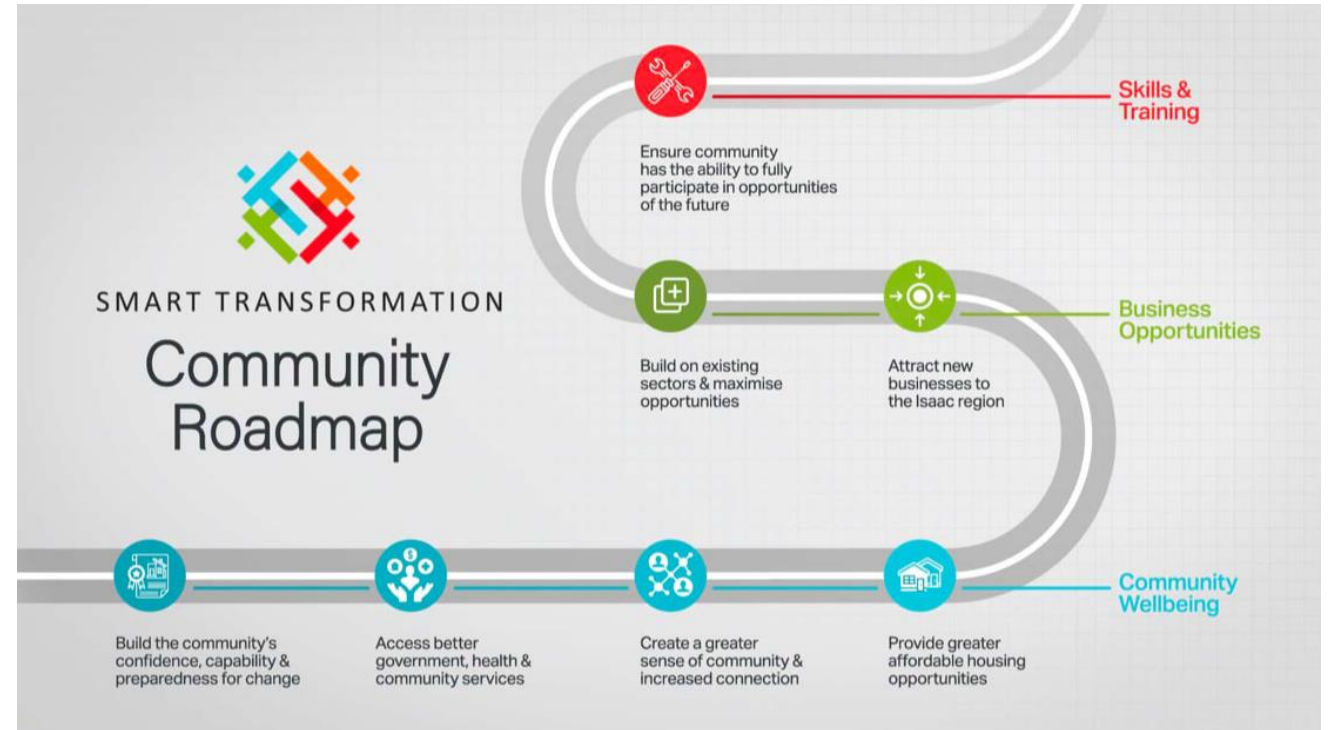 SMART TRANSFORMATION
Community
Roadmap
Skills &
Training
Ensure community
has the ability to fully
participate in opportunities
of the future
Business
Opportunities
Build on existing
sectors & maximise
opportunities
Attract new
businesses to
the Isaac region
Community
Wellbeing
Build the community's
confidence, capability &
preparedness for change
Access better
government, health &
community services
Create a greater
sense of community &
increased connection
Provide greater
affordable housing
opportunities